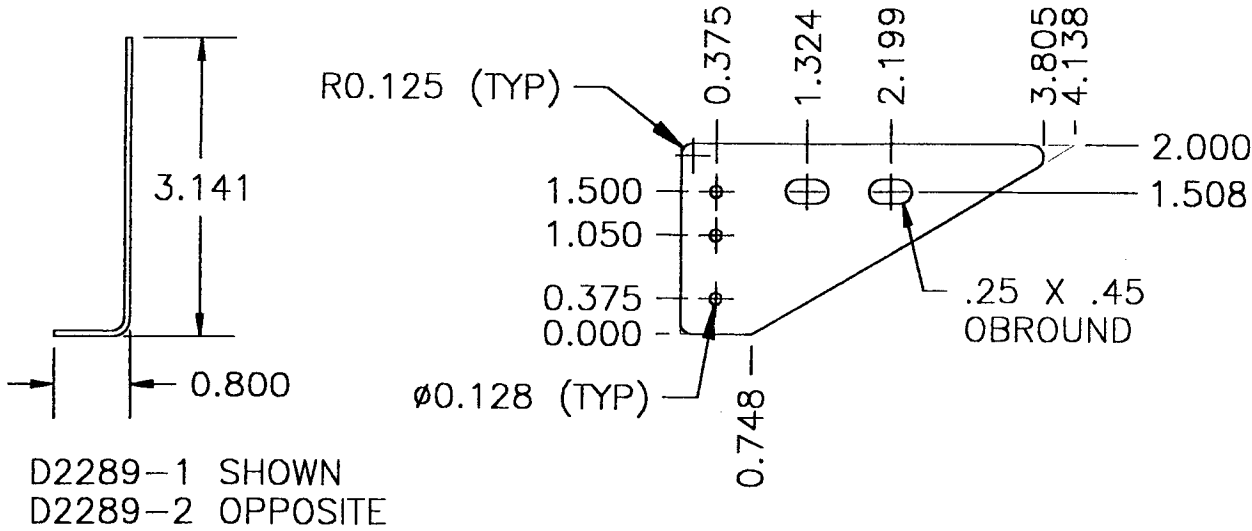 3.141
0.800
D2289-1 SHOWN
D2289-2 OPPOSITE
R0.125 (TYP)
0.375
1.324
2.199
3.805
4.138
2.000
1.508
1.500
1.050
0.375
0.000
.25 X .45
OBROUND
ø0.128 (TYP)
0.748